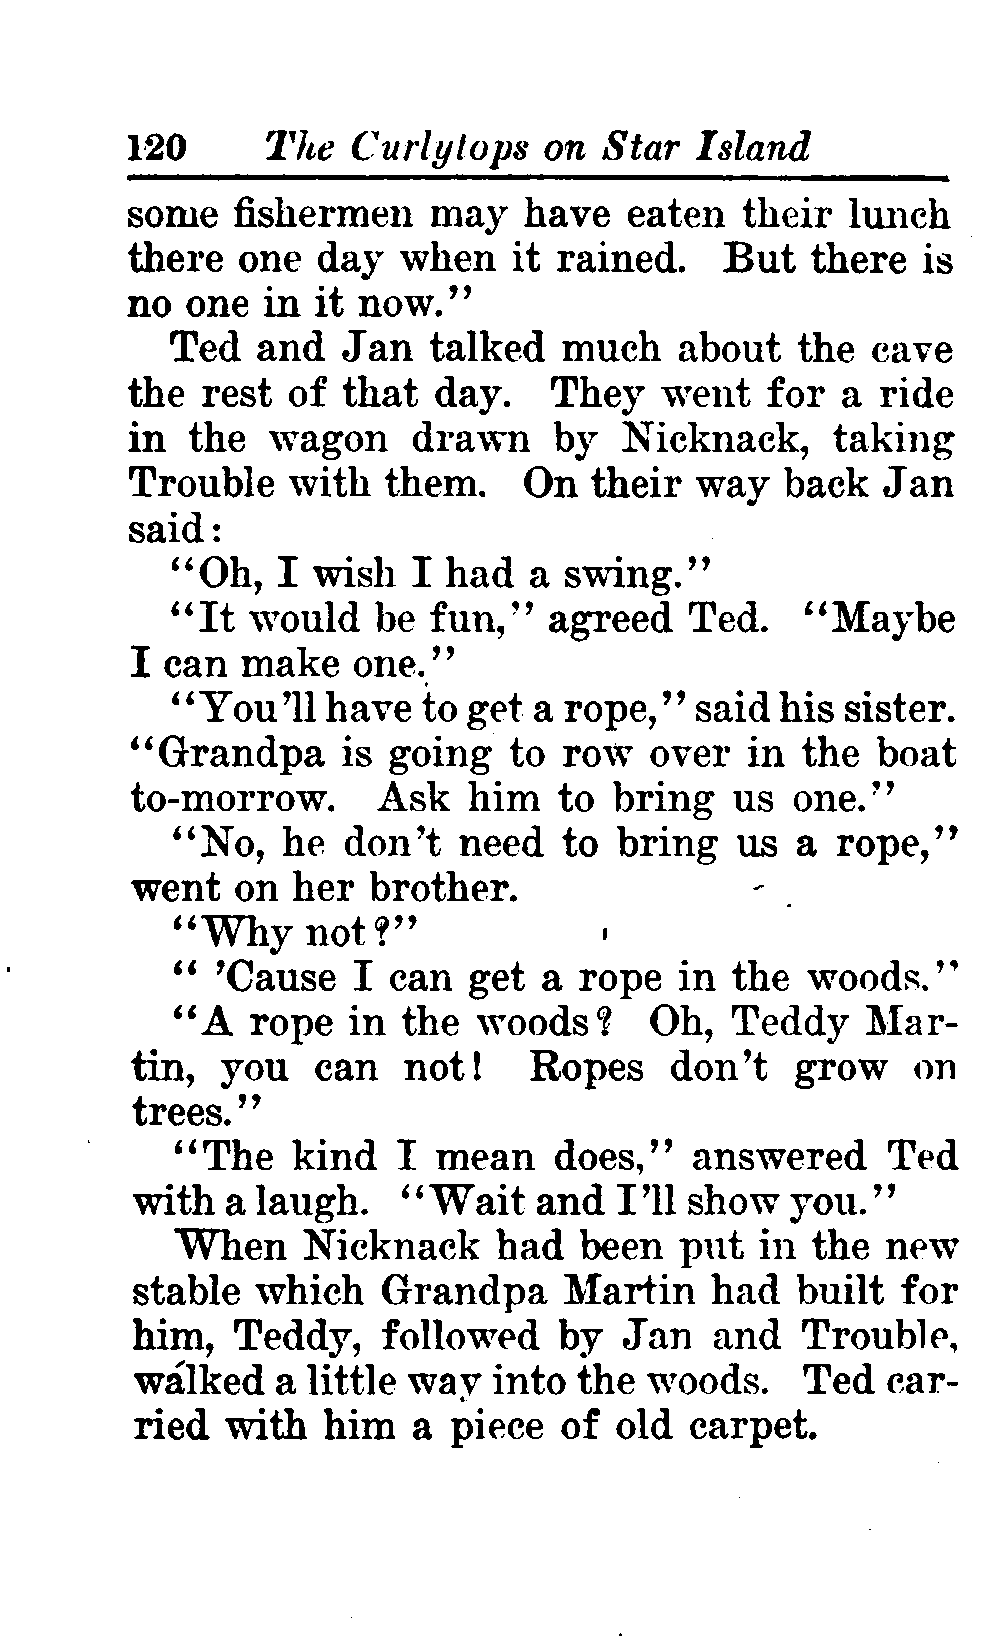 120 The Curlytops on Star Island
some fishermen may have eaten their lunch
there one day when it rained. But there is
no one in it now."
Ted and Jan talked much about the cave
the rest of that day. They went for a ride
in the wagon drawn by Nicknack, taking
Trouble with them. On their way back Jan
said:
"Oh, I wish I had a swing."
"It would be fun," agreed Ted. "Maybe
I can make one."
"You'll have to get a rope," said his sister.
"Grandpa is going to row over in the boat
to-morrow. Ask him to bring us one."
"No, he don't need to bring us a rope,"
went on her brother.
"Why not?"
" 'Cause I can get a rope in the woods."
"A rope in the woods? Oh, Teddy Mar-
tin, you can not! Ropes don't grow on
trees."
"The kind I mean does," answered Ted
with a laugh. "Wait and I'll show you."
When Nicknack had been put in the new
stable which Grandpa Martin had built for
him, Teddy, followed by Jan and Trouble,
walked a little way into the woods. Ted car-
ried with him a piece of old carpet.